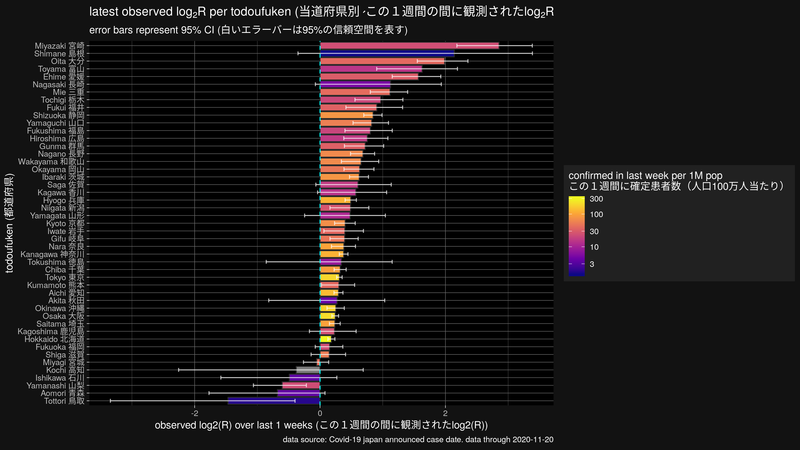 latest observed log₂R per todoufuken (当道府県別 この１週間の間に観測されたlog₂R
error bars represent 95% CI (白いエラーバーは95%の信頼空間を表す)
todoufuken (都道府県)
Miyazaki 宮崎
Shimane 島根
Oita 大分
Toyama 富山
Ehime 愛媛
Nagasaki 長崎
Mie 三重
Tochigi 栃木
Fukui 福井
Shizuoka 静岡
Yamaguchi 山口
Fukushima 福島
Hiroshima 広島
Gunma 群馬
Nagano 長野
Wakayama 和歌山
Okayama 岡山
Ibaraki 茨城
Saga 佐賀
Kagawa 香川
Hyogo 兵庫
Niigata 新潟
Yamagata 山形
Kyoto 京都
Iwate 岩手
Gifu 岐阜
Nara 奈良
Kanagawa 神奈川
Tokushima 徳島
Chiba 千葉
Tokyo 東京
Kumamoto 熊本
Aichi 愛知
Akita 秋田
Okinawa 沖縄
Osaka 大阪
Saitama 埼玉
Kagoshima 鹿児島
Hokkaido 北海道
Fukuoka 福岡
Shiga 滋賀
Miyagi 宮城
Kochi 高知
Ishikawa 石川
Yamanashi 山梨
Aomori 青森
Tottori 鳥取
-2 0 2
observed log2(R) over last 1 weeks (この１週間の間に観測されたlog2(R))
data source: Covid-19 japan announced case date. data through 2020-11-20
confirmed in last week per 1M pop
この１週間に確定患者数（人口100万人当たり）
300
100
30
10
3